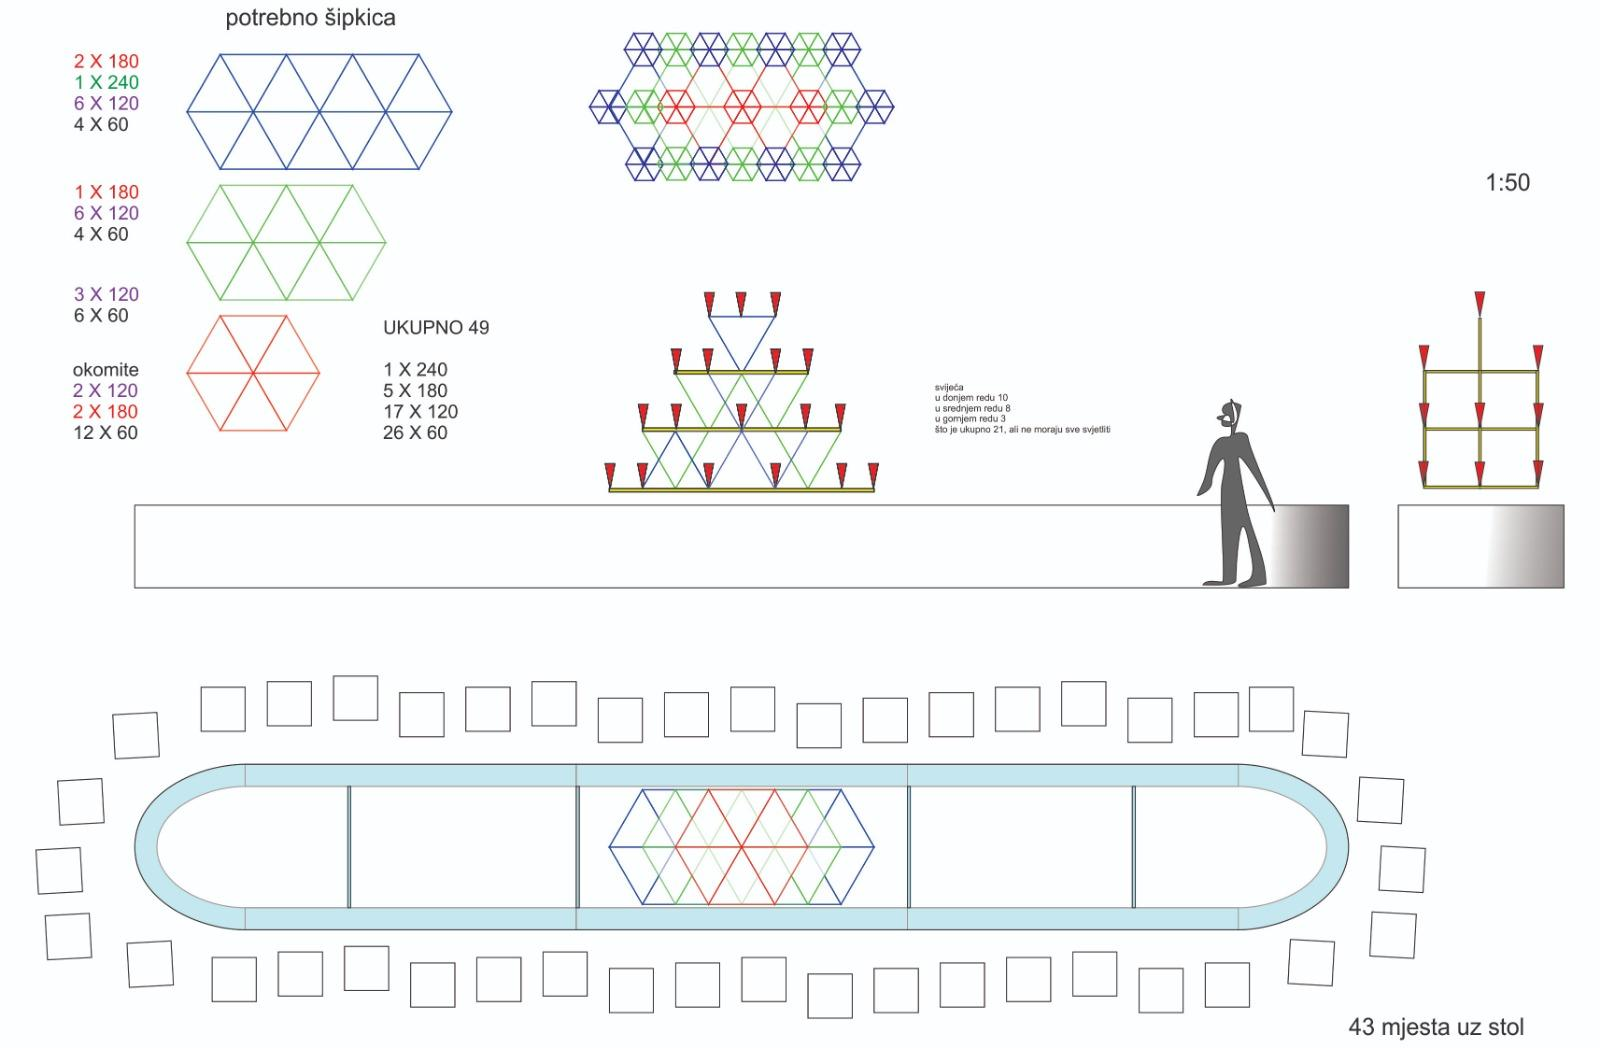 potrebno šipkica
2 X 180
1 X 240
6 X 120
4 X 60
1 X 180
6 X 120
4 X 60
3 X 120
6 X 60
okomite
2 X 120
2 X 180
12 X 60
UKUPNO 49
1 X 240
5 X 180
17 X 120
26 X 60
svijeća
u donjem redu 10
u srednjem redu 8
u gornjem redu 3
što je ukupno 21, ali ne moraju sve svjetliti
1:50
43 mjesta uz stol